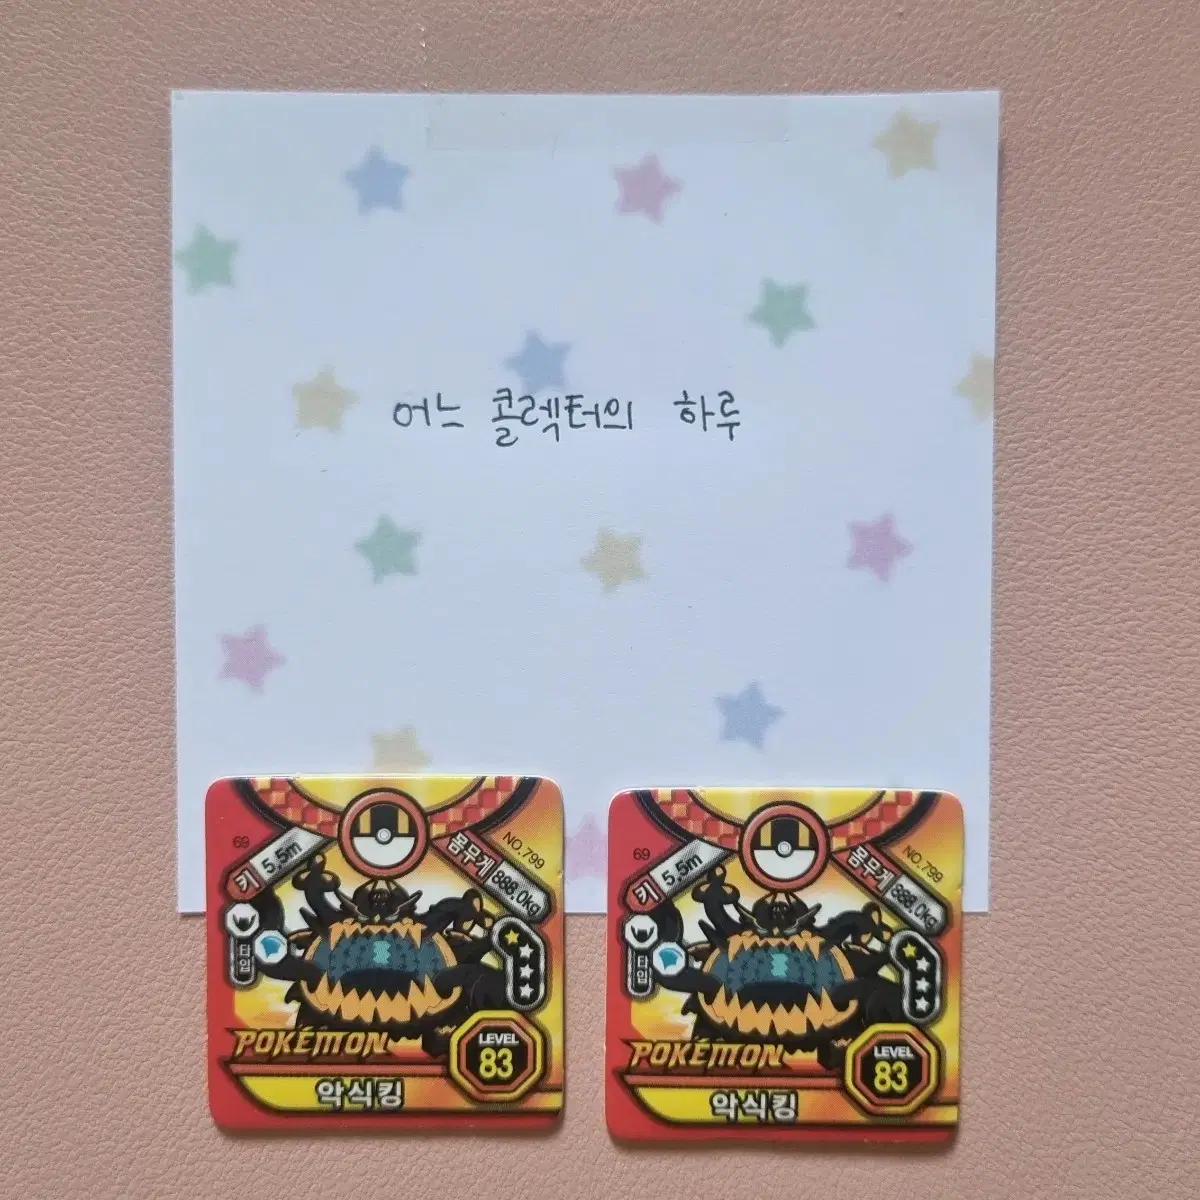 어느 콜렉터의 하루
69
키 5.5m
NO.799
몸무게 888.0kg
타입
POKÉMON
LEVEL
83
악식킹
69
키 5.5m
NO.799
몸무게 888.0kg
타입
POKÉMON
LEVEL
83
악식킹